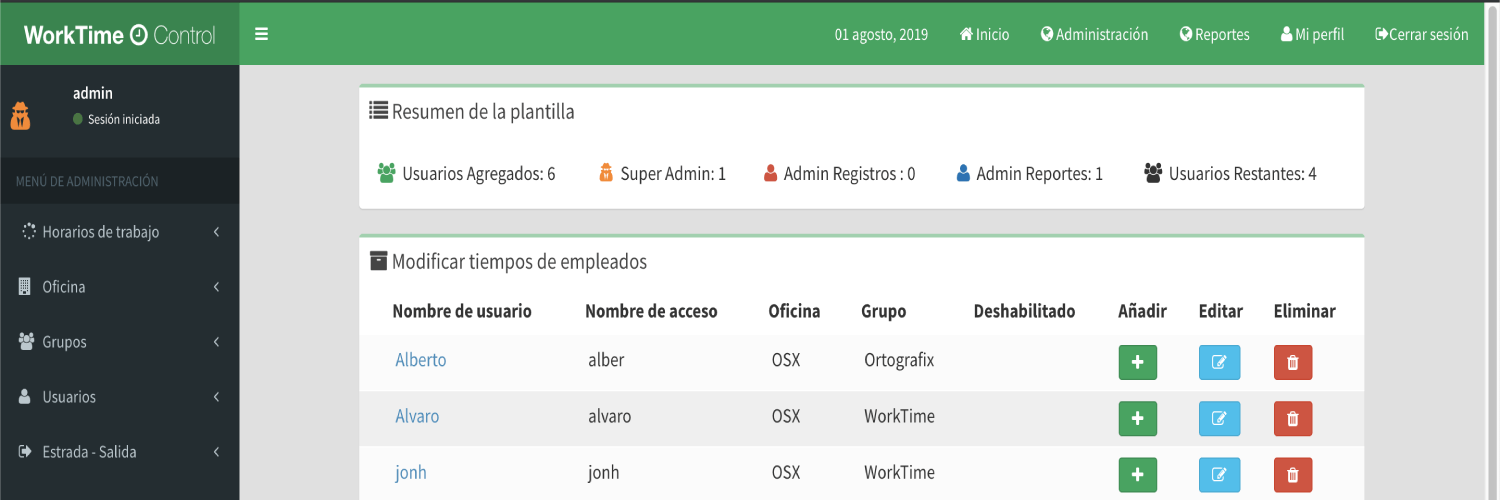 WorkTime Control
01 agosto, 2019 Inicio Administración Reportes Mi perfil Cerrar sesión
admin
Sesión iniciada
MENÚ DE ADMINISTRACIÓN
Horarios de trabajo
Oficina
Grupos
Usuarios
Estrada - Salida
Resumen de la plantilla
Usuarios Agregados: 6 Super Admin: 1 Admin Registros : 0 Admin Reportes: 1 Usuarios Restantes: 4
Modificar tiempos de empleados
Nombre de usuario Nombre de acceso Oficina Grupo Deshabilitado Añadir Editar Eliminar
Alberto alber OSX Ortografix
Alvaro alvaro OSX WorkTime
jonh jonh OSX WorkTime